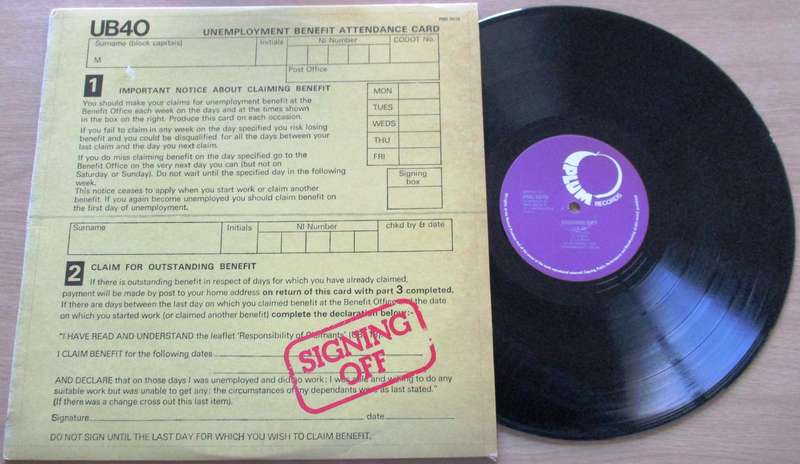 UB40 UNEMPLOYMENT BENEFIT ATTENDANCE CARD
Surname (block capitals) Initials NI Number CODOT No.
M
Post Office
1 IMPORTANT NOTICE ABOUT CLAIMING BENEFIT
You should make your claims for unemployment benefit at the
Benefit Office each week on the days and at the times shown
in the box on the right. Produce this card on each occasion.
If you fail to claim in any week on the day specified you risk losing
benefit and you could be disqualified for all the days between your
last claim and the day you next claim.
If you do miss claiming benefit on the day specified go to the
Benefit Office on the very next day you can (but not on
Saturday or Sunday). Do not wait until the specified day in the following
week.
This notice ceases to apply when you start work or claim another
benefit. If you again become unemployed you should claim benefit on
the first day of unemployment.
MON
TUES
WEDS
THU
FRI
Signing
box
Surname Initials NI Number chkd by & date
2 CLAIM FOR OUTSTANDING BENEFIT
If there is outstanding benefit in respect of days for which you have already claimed,
payment will be made by post to your home address on return of this card with part 3 completed.
If there are days between the last day on which you claimed benefit at the Benefit Office and the date
on which you started work (or claimed another benefit) complete the declaration below:-
"I HAVE READ AND UNDERSTAND the leaflet 'Responsibility of Claimants'
I CLAIM BENEFIT for the following dates
AND DECLARE that on those days I was unemployed and did no work; I was able and willing to do any
suitable work but was unable to get any: the circumstances of my dependants were as last stated."
(If there was a change cross out this last item).
Signature date
DO NOT SIGN UNTIL THE LAST DAY FOR WHICH YOU WISH TO CLAIM BENEFIT.
SIGNING
OFF
GRADUATE
RECORDS